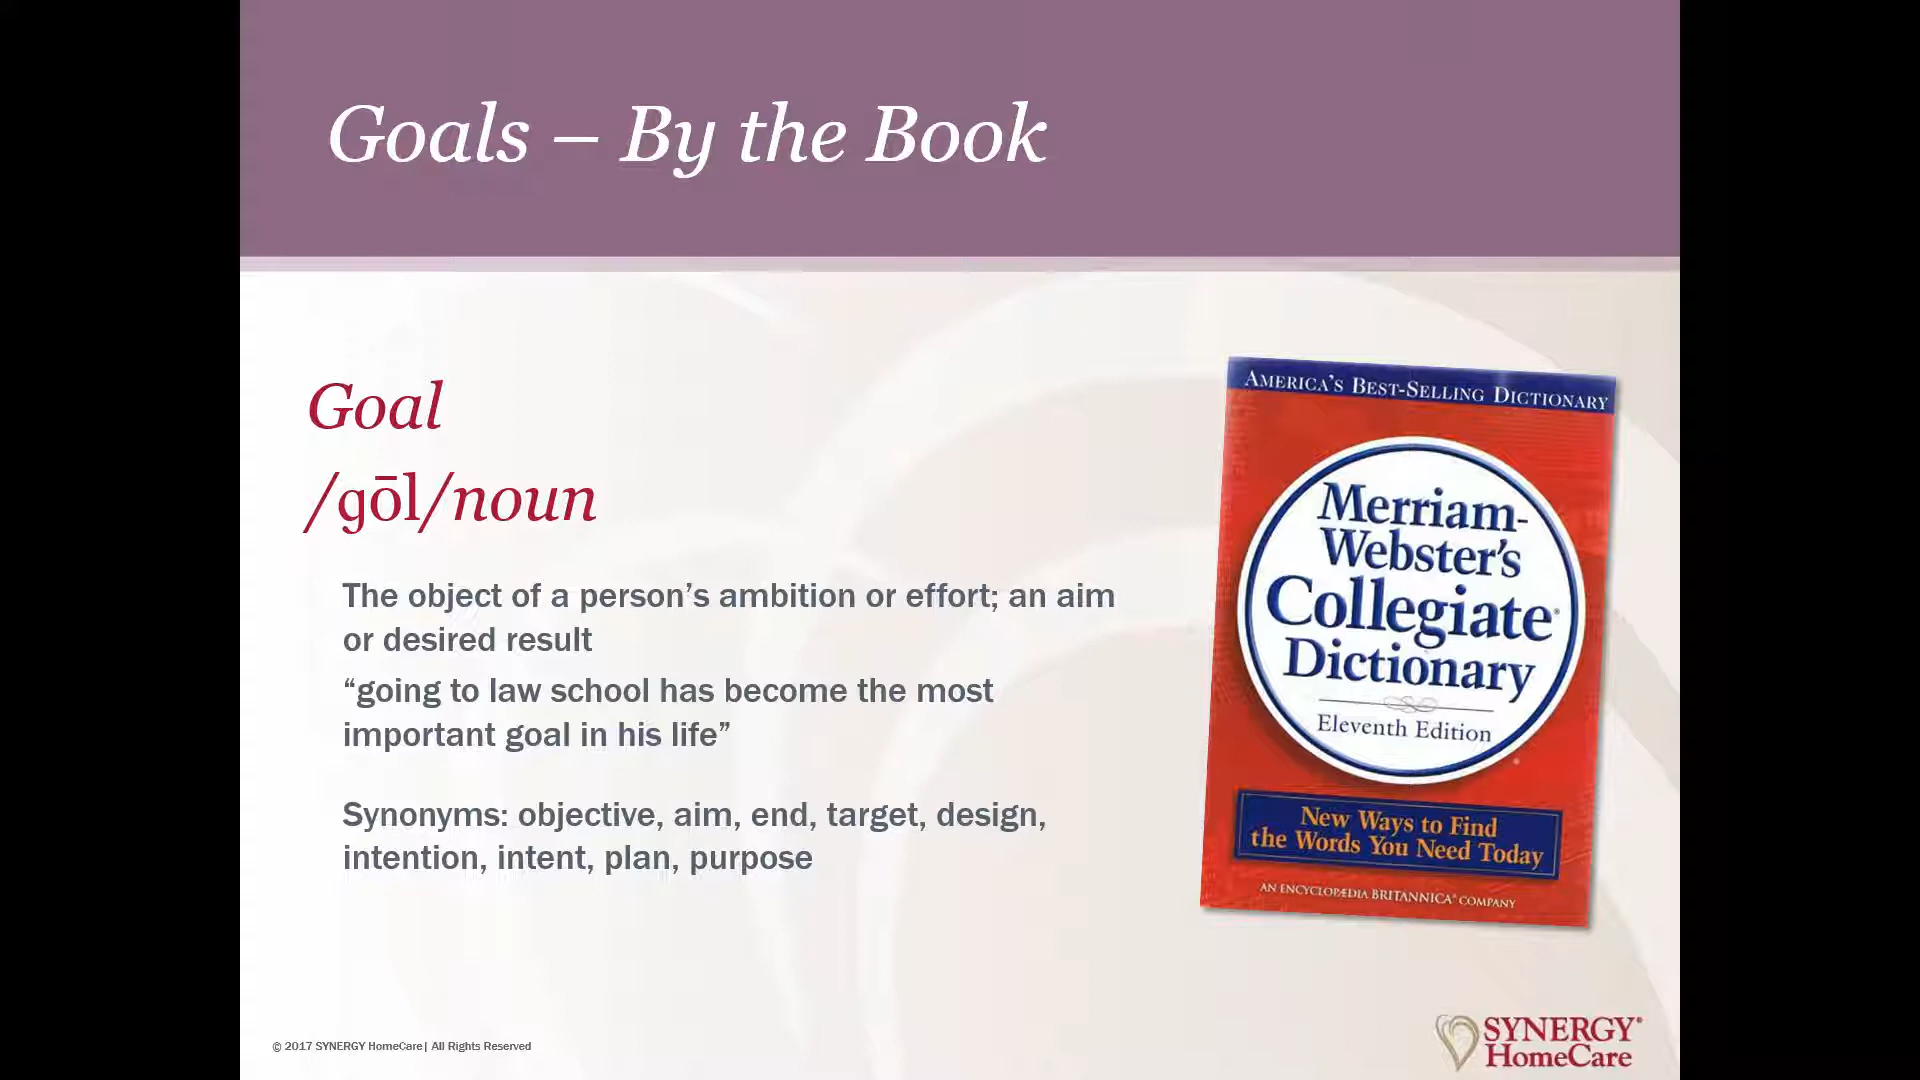 Goals – By the Book
Goal
/gōl/noun
The object of a person’s ambition or effort; an aim
or desired result
“going to law school has become the most
important goal in his life”
Synonyms: objective, aim, end, target, design,
intention, intent, plan, purpose
AMERICA'S BEST-SELLING DICTIONARY
Merriam-
Webster's
Collegiate®
Dictionary
Eleventh Edition
New Ways to Find
the Words You Need Today
AN ENCYCLOPÆDIA BRITANNICA® COMPANY
© 2017 SYNERGY HomeCare| All Rights Reserved
SYNERGY®
HomeCare